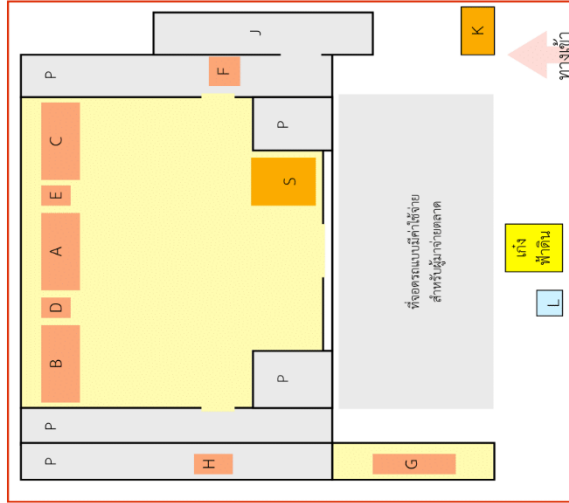 P
P
B
D
A
E
C
P
H
F
J
P
S
P
G
ที่จอดรถแบบมีค่าใช้จ่าย
สำหรับผู้มาจ่ายตลาด
K
เก๋ง
ฟ้าดิน
L
ทางเข้า